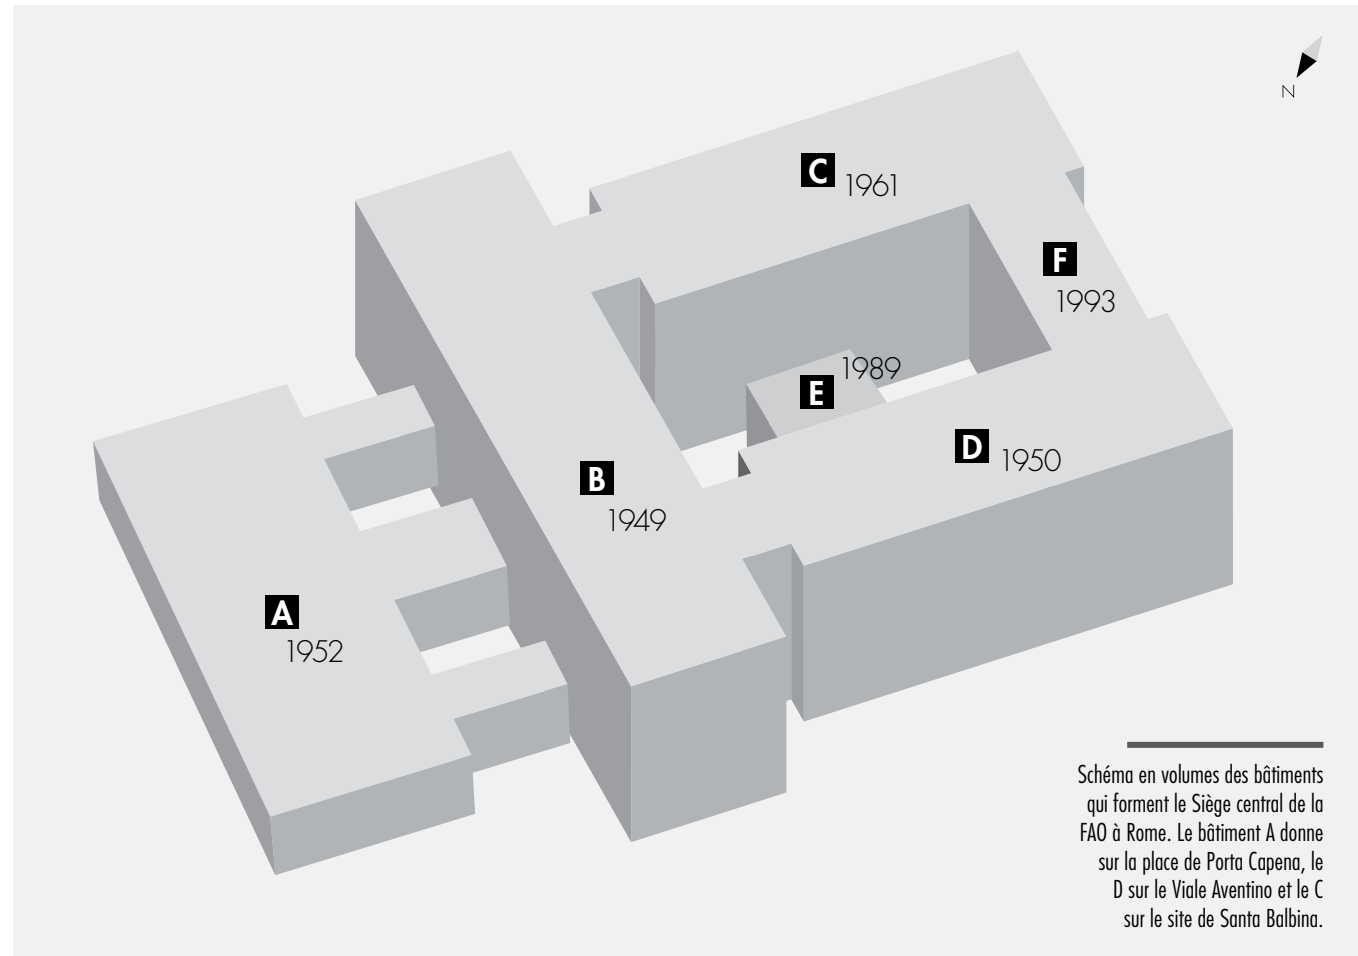 N
C 1961
F
1993
1989
E
D 1950
B
1949
A
1952
Schéma en volumes des bâtiments
qui forment le Siège central de la
FAO à Rome. Le bâtiment A donne
sur la place de Porta Capena, le
D sur le Viale Aventino et le C
sur le site de Santa Balbina.